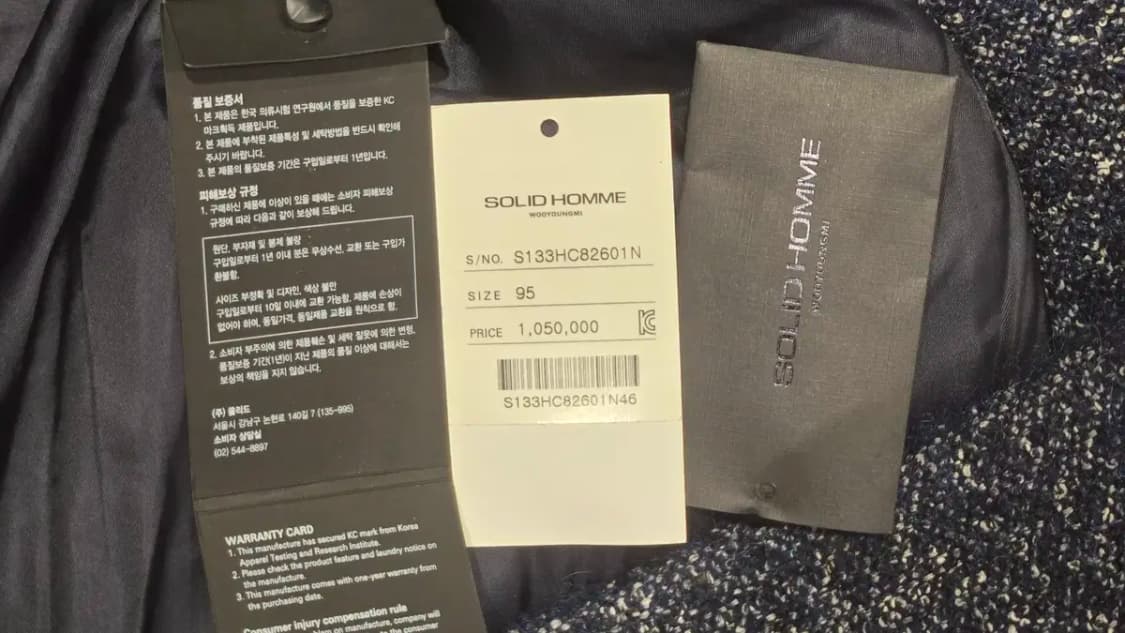 품질 보증서
1. 본 제품은 한국 의류시험 연구원에서 품질을 보증한 KC
마크획득 제품입니다.
2. 본 제품에 부착된 제품특성 및 세탁방법을 반드시 확인해
주시기 바랍니다.
3. 본 제품의 품질보증 기간은 구입일로부터 1년입니다.
피해보상 규정
1. 구매하신 제품에 이상이 있을 때에는 소비자 피해보상
규정에 따라 다음과 같이 보상해 드립니다.
원단, 부자재 및 봉제 불량
구입일로부터 1년 이내 분은 무상수선, 교환 또는 구입가
환불함.
사이즈 부정확 및 디자인, 색상 불만
구입일로부터 10일 이내에 교환 가능함. 제품에 손상이
없어야 하며, 동일가격, 동일제품 교환을 원칙으로 함.
2. 소비자 부주의에 의한 제품훼손 및 세탁 잘못에 의한 변형,
품질보증 기간(1년)이 지난 제품의 품질 이상에 대해서는
보상의 책임을 지지 않습니다.
(주) 쏠리드
서울시 강남구 논현로 140길 7 (135-995)
소비자 상담실
(02) 544-8897
WARRANTY CARD
1. This manufacture has secured KC mark from Korea
Apparel Testing and Research Institute.
2. Please check the product feature and laundry notice on
the manufacture.
3. This manufacture comes with one-year warranty from
the purchasing date.
Consumer injury compensation rule
on manufacture, company will
to the consumer
SOLID HOMME
WOOYOUNGMI
S/NO. S133HC82601N
SIZE 95
PRICE 1,050,000
S133HC82601N46
SOLID HOMME
WOOYOUNGMI